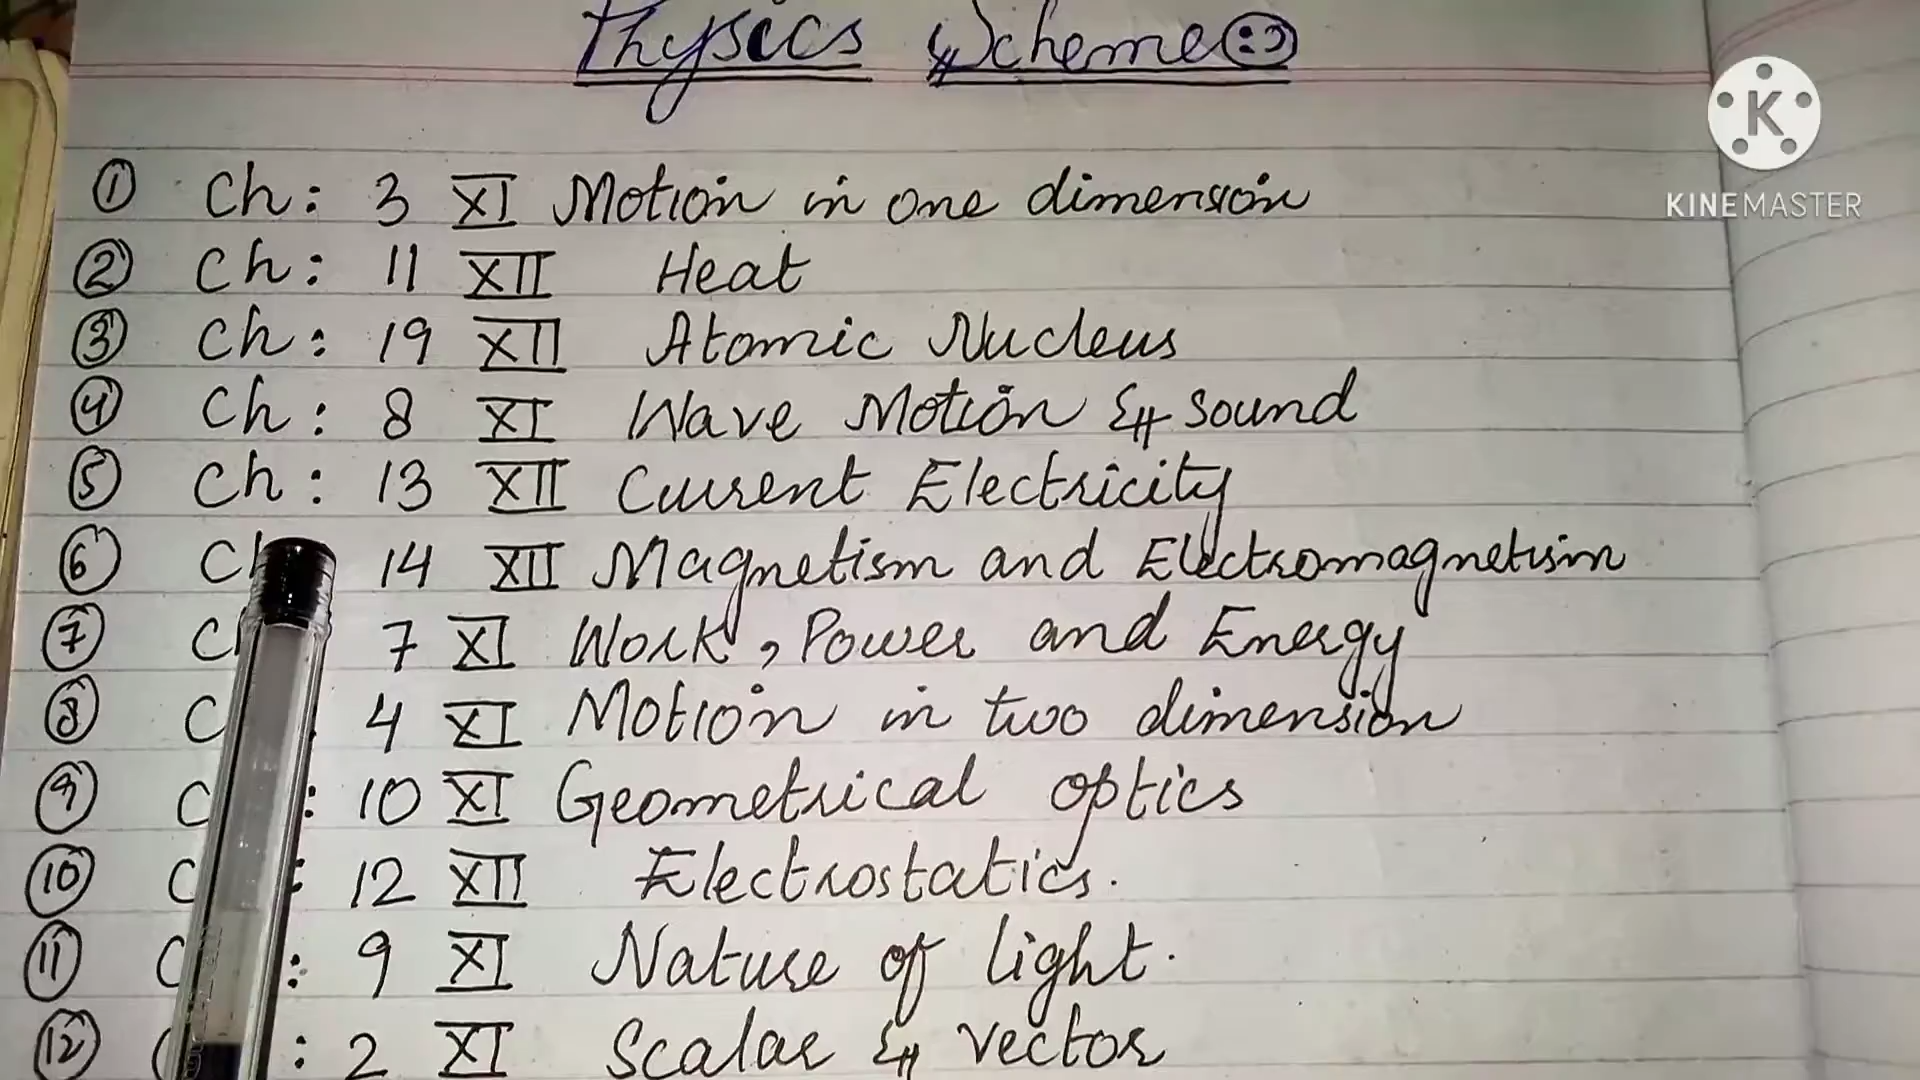 Physics Scheme
K
KINEMASTER
① Ch: 3 XI Motion in one dimension
② Ch: 11 XII Heat
③ Ch: 19 XII Atomic Nucleus
④ Ch: 8 XI Wave Motion & Sound
⑤ Ch: 13 XII Current Electricity
⑥ Ch 14 XII Magnetism and Electromagnetism
⑦ Ch 7 XI Work, Power and Energy
⑧ C 4 XI Motion in two dimension
⑨ C : 10 XI Geometrical optics
⑩ C : 12 XII Electrostatics.
⑪ C : 9 XI Nature of light.
⑫ C : 2 XI Scalar & vector